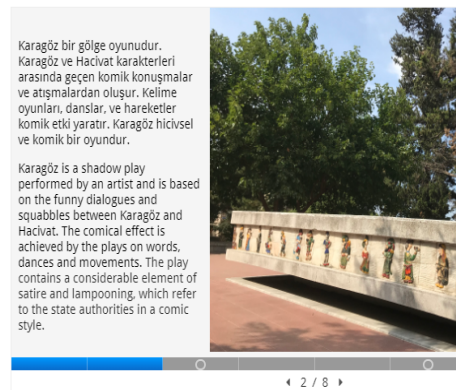 Karagöz bir gölge oyunudur.
Karagöz ve Hacivat karakterleri
arasında geçen komik konuşmalar
ve atışmalardan oluşur. Kelime
oyunları, danslar, ve hareketler
komik etki yaratır. Karagöz hicivsel
ve komik bir oyundur.
Karagöz is a shadow play
performed by an artist and is based
on the funny dialogues and
squabbles between Karagöz and
Hacivat. The comical effect is
achieved by the plays on words,
dances and movements. The play
contains a considerable element of
satire and lampooning, which refer
to the state authorities in a comic
style.
2 / 8